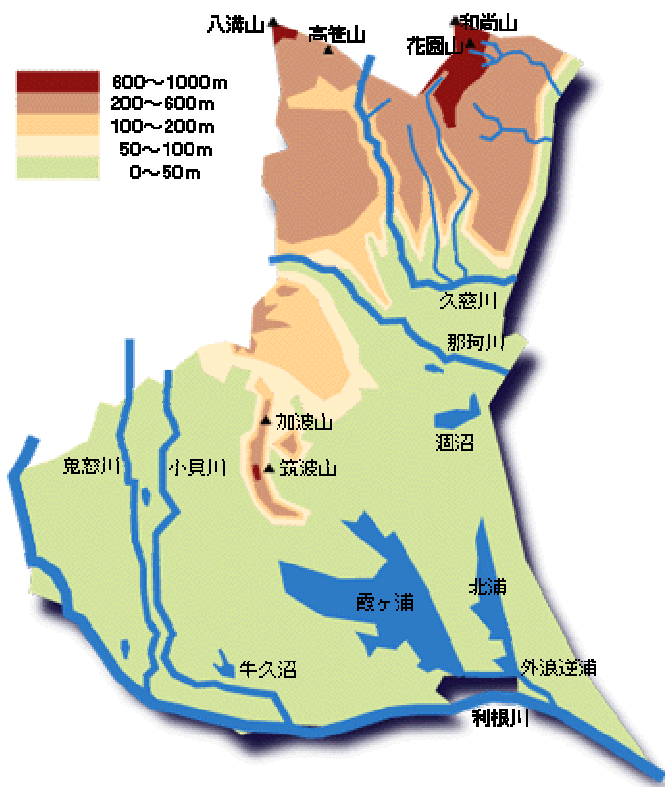 八溝山
高笹山
和尚山
花園山
600～1000m
200～600m
100～200m
50～100m
0～50m
久慈川
那珂川
涸沼
加波山
筑波山
鬼怒川
小貝川
霞ヶ浦
北浦
牛久沼
外浪逆浦
利根川